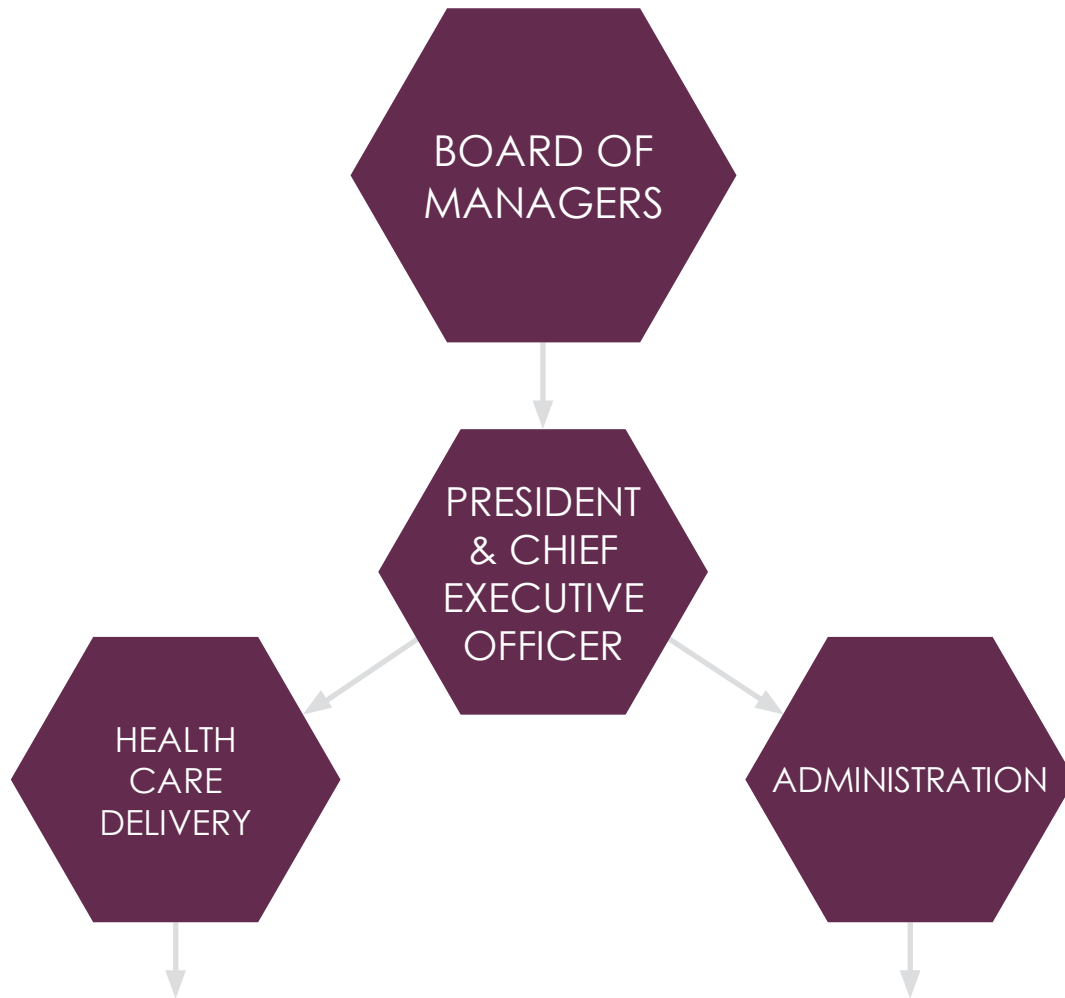 BOARD OF
MANAGERS
PRESIDENT
& CHIEF
EXECUTIVE
OFFICER
HEALTH
CARE
DELIVERY
ADMINISTRATION